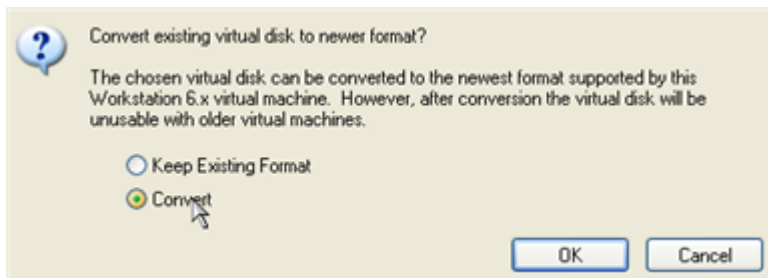 Convert existing virtual disk to newer format?
The chosen virtual disk can be converted to the newest format supported by this
Workstation 6.x virtual machine.  However, after conversion the virtual disk will be
unusable with older virtual machines.
Keep Existing Format
Convert
OK Cancel